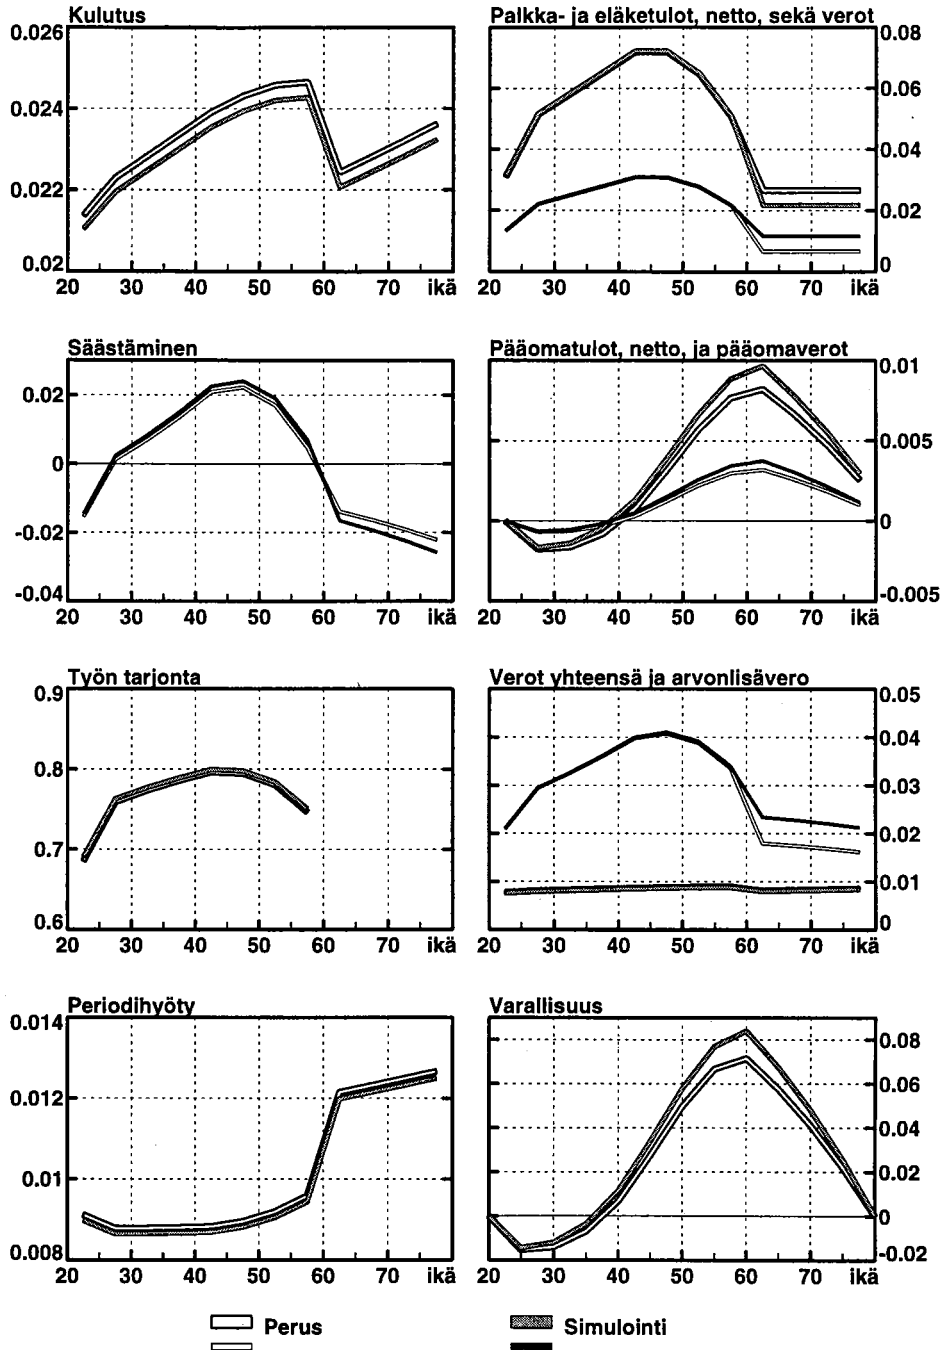 Kulutus
0.026
0.024
0.022
0.02
20 30 40 50 60 70 ikä
Palkka- ja eläketulot, netto, sekä verot
0.08
0.06
0.04
0.02
0
20 30 40 50 60 70 ikä
Säästäminen
0.02
0
-0.02
-0.04
20 30 40 50 60 70 ikä
Pääomatulot, netto, ja pääomaverot
0.01
0.005
0
-0.005
20 30 40 50 60 70 ikä
Työn tarjonta
0.9
0.8
0.7
0.6
20 30 40 50 60 70 ikä
Verot yhteensä ja arvonlisävero
0.05
0.04
0.03
0.02
0.01
0
20 30 40 50 60 70 ikä
Periodihyöty
0.014
0.012
0.01
0.008
20 30 40 50 60 70 ikä
Varallisuus
0.08
0.06
0.04
0.02
0
-0.02
20 30 40 50 60 70 ikä
Perus
Simulointi